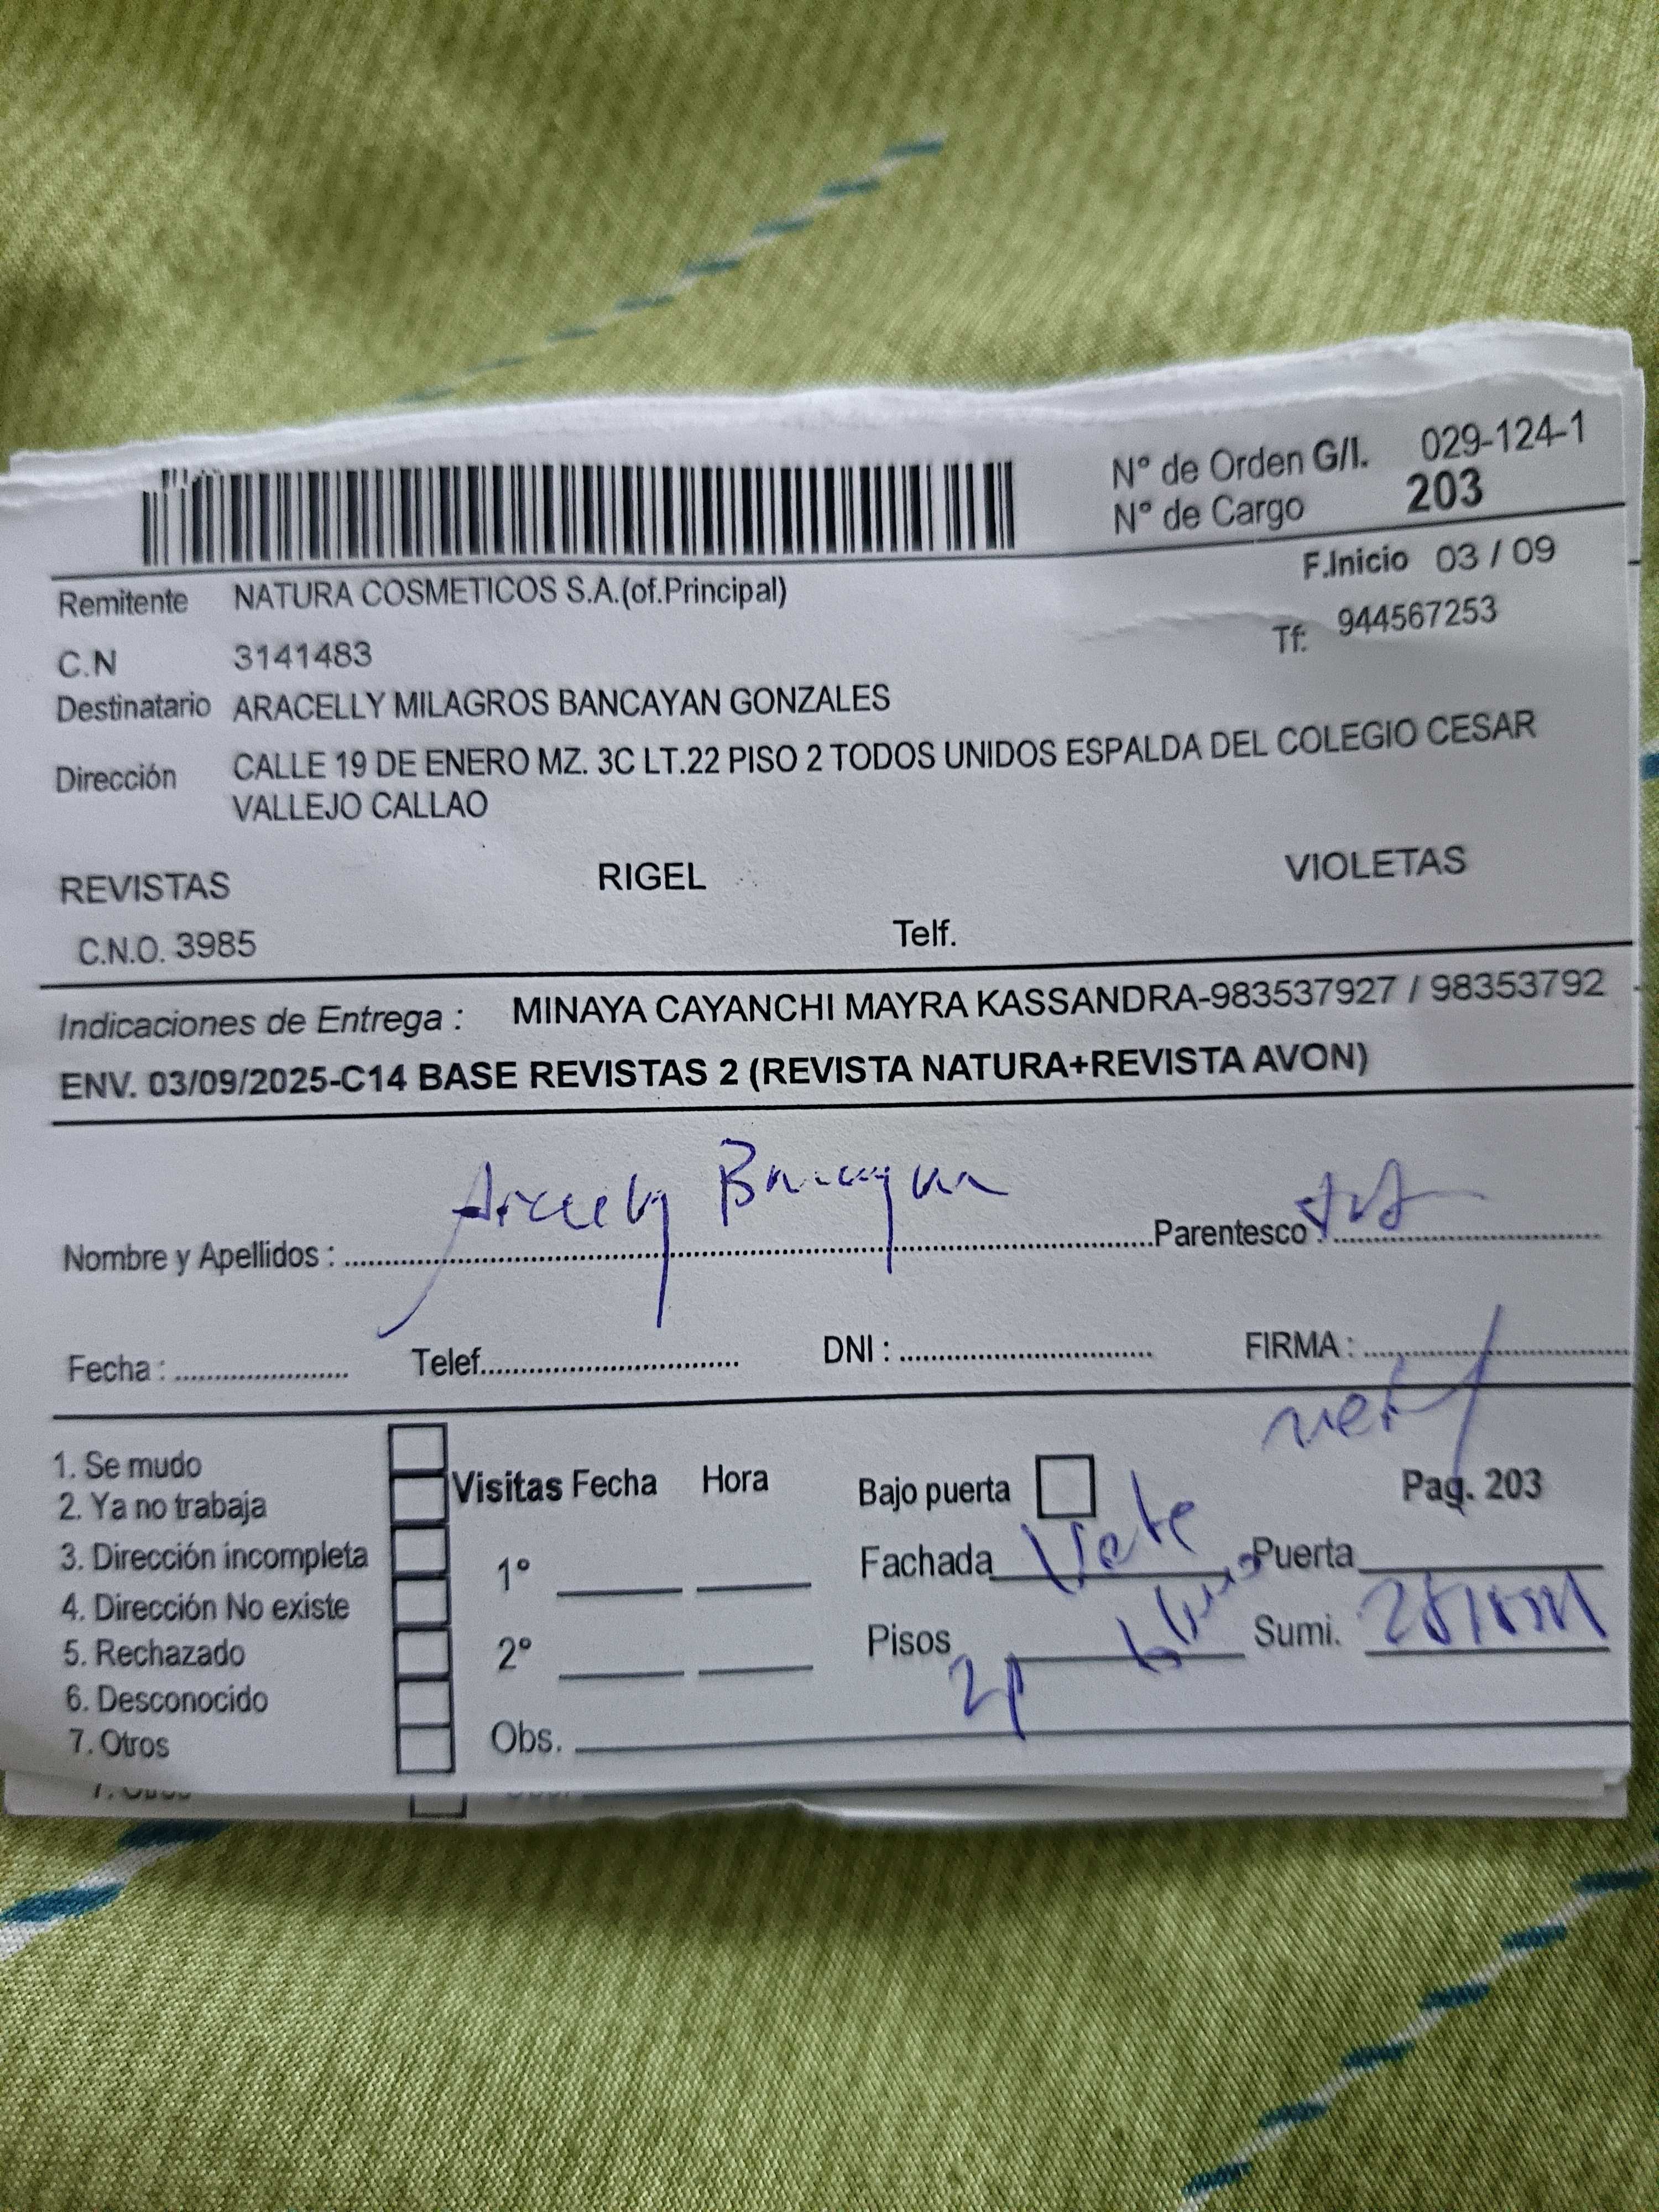 N° de Orden G/I. 029-124-1
N° de Cargo 203
F.Inicio 03 / 09
Remitente NATURA COSMETICOS S.A.(of.Principal)
Tf: 944567253
C.N 3141483
Destinatario ARACELLY MILAGROS BANCAYAN GONZALES
Dirección CALLE 19 DE ENERO MZ. 3C LT.22 PISO 2 TODOS UNIDOS ESPALDA DEL COLEGIO CESAR
VALLEJO CALLAO
REVISTAS RIGEL VIOLETAS
C.N.O. 3985 Telf.
Indicaciones de Entrega : MINAYA CAYANCHI MAYRA KASSANDRA-983537927 / 98353792
ENV. 03/09/2025-C14 BASE REVISTAS 2 (REVISTA NATURA+REVISTA AVON)
Nombre y Apellidos : Aracely Bancayan Parentesco :
Fecha : Telef. DNI : FIRMA :
1. Se mudo
2. Ya no trabaja
3. Dirección incompleta
4. Dirección No existe
5. Rechazado
6. Desconocido
7. Otros
Visitas Fecha Hora
1°
2°
Obs.
Bajo puerta Pag. 203
Fachada Puerta
Pisos 2p Sumi.
7. Otros